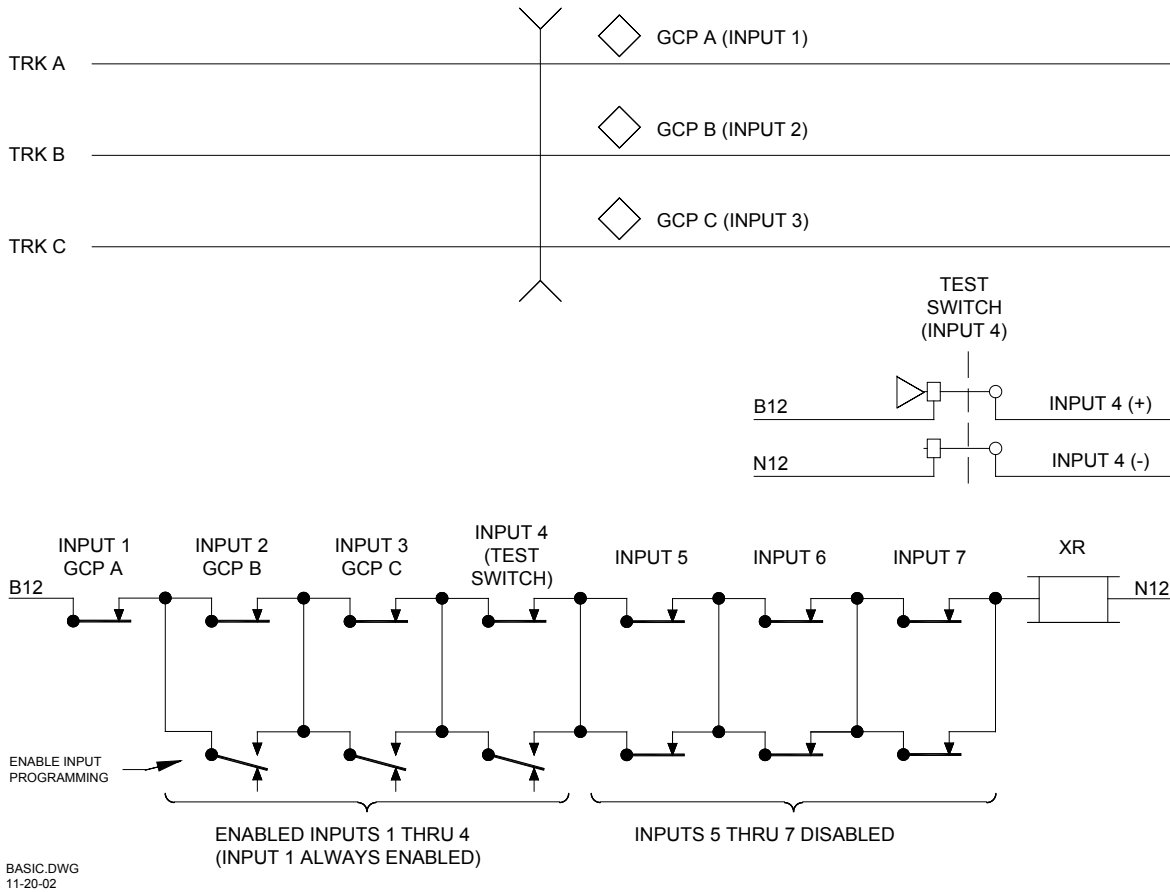 GCP A (INPUT 1)
TRK A
GCP B (INPUT 2)
TRK B
GCP C (INPUT 3)
TRK C
TEST
SWITCH
(INPUT 4)
B12
INPUT 4 (+)
N12
INPUT 4 (-)
INPUT 1
GCP A
INPUT 2
GCP B
INPUT 3
GCP C
INPUT 4
(TEST
SWITCH)
INPUT 5
INPUT 6
INPUT 7
XR
B12
N12
ENABLE INPUT
PROGRAMMING
ENABLED INPUTS 1 THRU 4
(INPUT 1 ALWAYS ENABLED)
INPUTS 5 THRU 7 DISABLED
BASIC.DWG
11-20-02